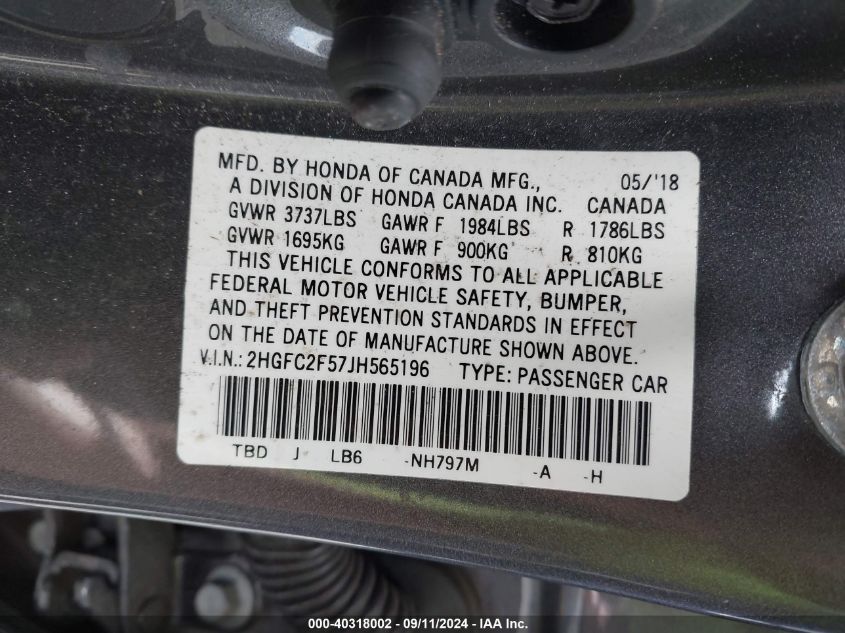 MFD. BY HONDA OF CANADA MFG., 05/'18
A DIVISION OF HONDA CANADA INC. CANADA
GVWR 3737LBS GAWR F 1984LBS R 1786LBS
GVWR 1695KG GAWR F 900KG R 810KG
THIS VEHICLE CONFORMS TO ALL APPLICABLE
FEDERAL MOTOR VEHICLE SAFETY, BUMPER,
AND THEFT PREVENTION STANDARDS IN EFFECT
ON THE DATE OF MANUFACTURE SHOWN ABOVE.
V.I.N.: 2HGFC2F57JH565196 TYPE: PASSENGER CAR
TBD J LB6 -NH797M -A -H
000-40318002 - 09/11/2024 - IAA Inc.